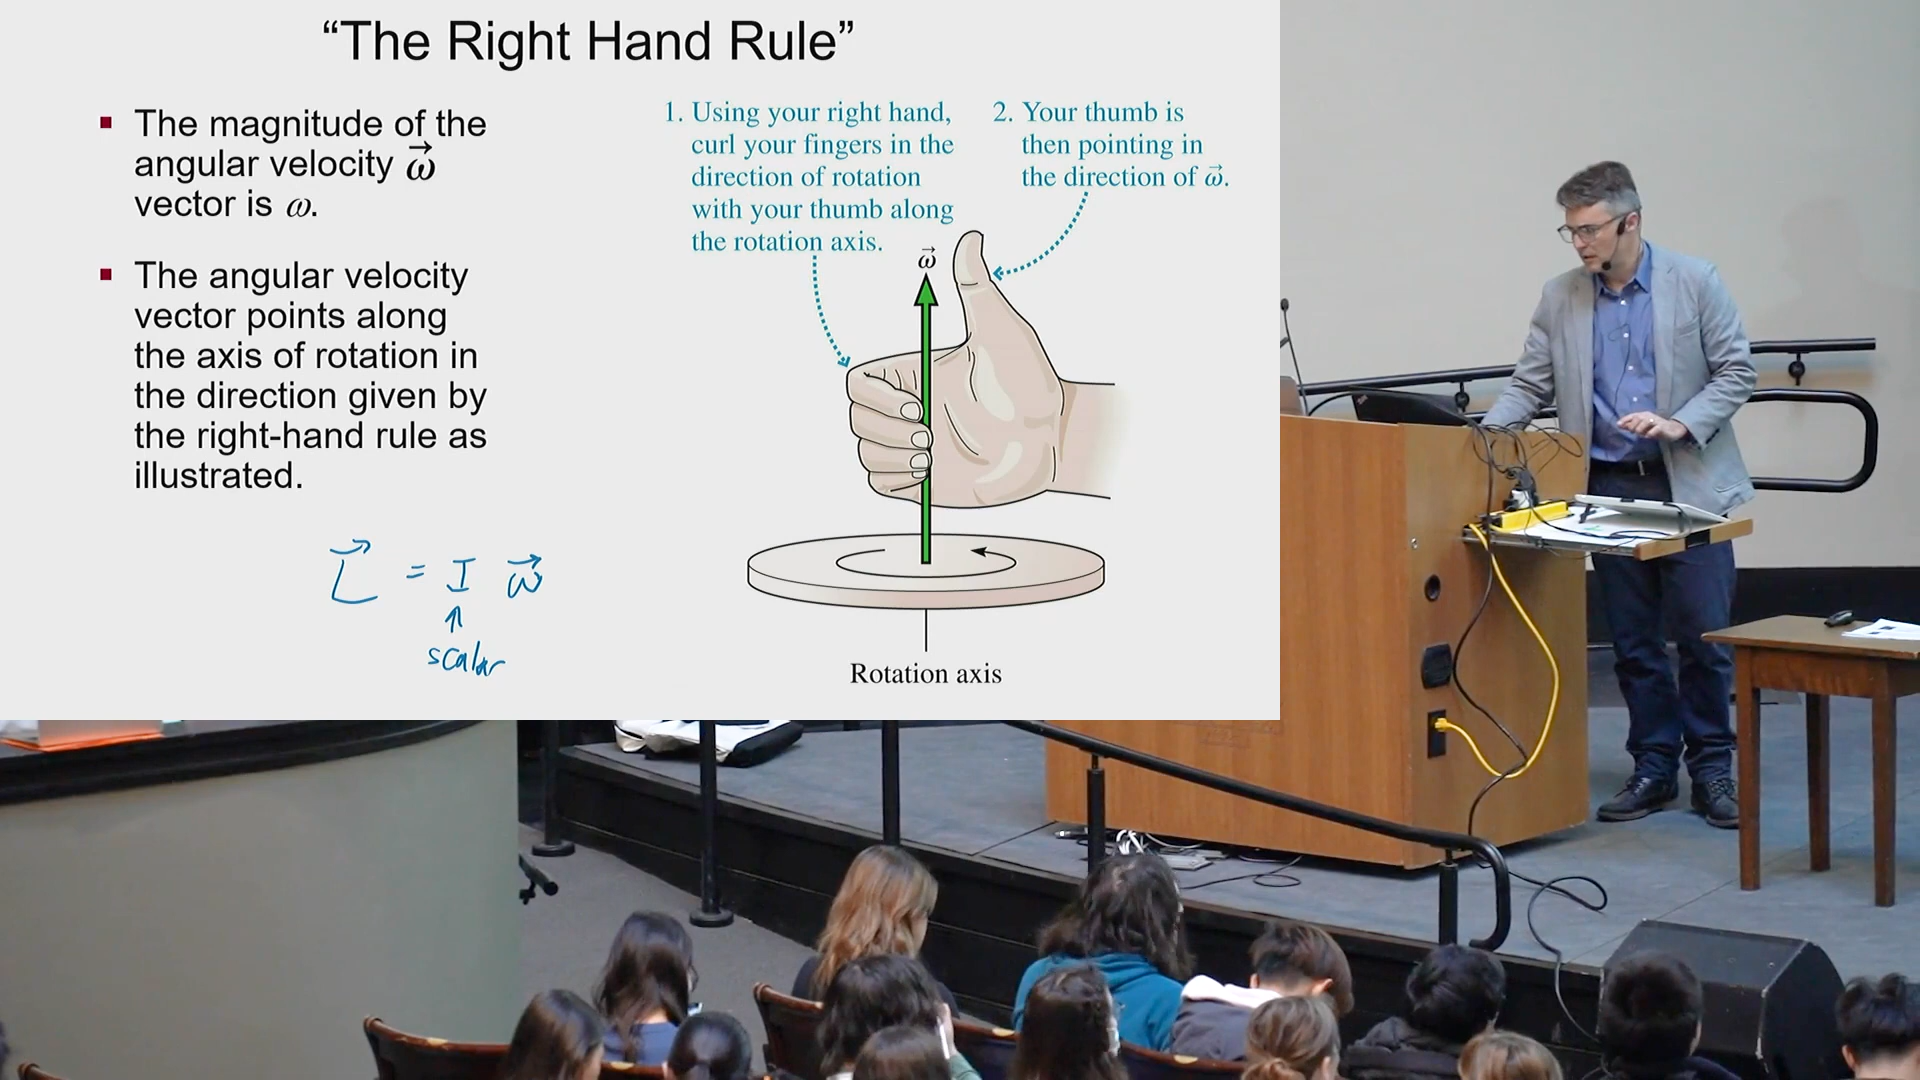 “The Right Hand Rule”
▪ The magnitude of the
angular velocity ω⃗
vector is ω.
▪ The angular velocity
vector points along
the axis of rotation in
the direction given by
the right-hand rule as
illustrated.
L⃗ = I ω⃗
↑
scalar
1. Using your right hand,
curl your fingers in the
direction of rotation
with your thumb along
the rotation axis.
2. Your thumb is
then pointing in
the direction of ω⃗.
ω⃗
Rotation axis